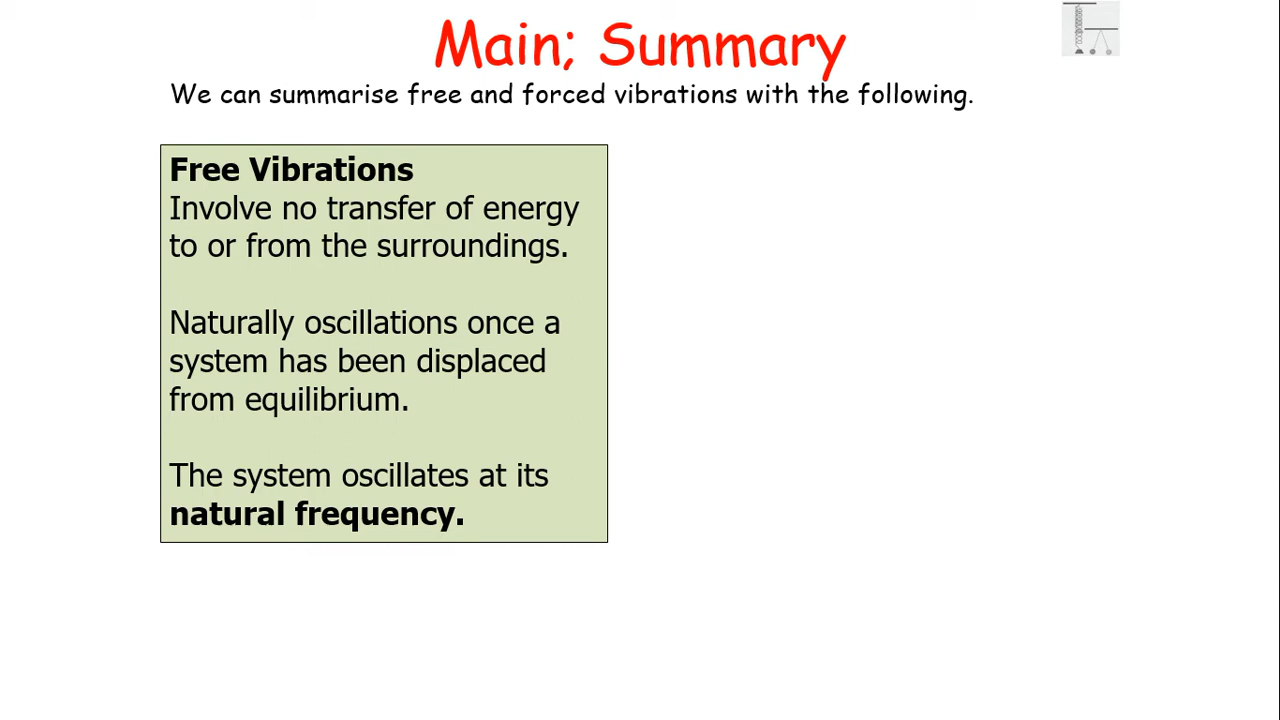 Main; Summary
We can summarise free and forced vibrations with the following.
Free Vibrations
Involve no transfer of energy
to or from the surroundings.
Naturally oscillations once a
system has been displaced
from equilibrium.
The system oscillates at its
natural frequency.